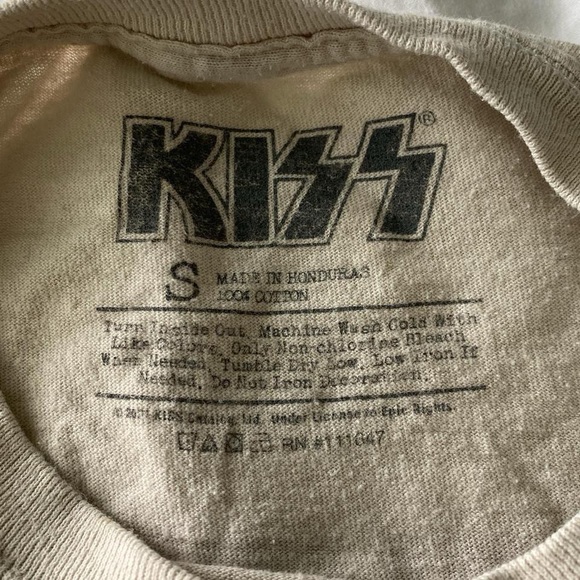 KISS®
S MADE IN HONDURAS
100% COTTON
Turn Inside Out. Machine Wash Cold With
Like Colors. Only Non-chlorine Bleach
When Needed. Tumble Dry Low. Low Iron If
Needed. Do Not Iron Decoration.
© KISS Catalog, Ltd. Under License to Epic Rights.
RN #111647